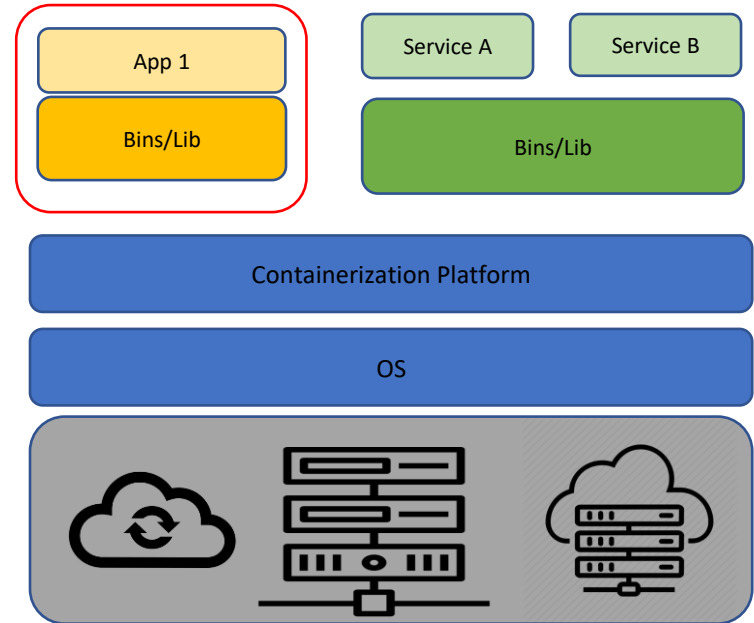 App 1
Service A
Service B
Bins/Lib
Bins/Lib
Containerization Platform
OS